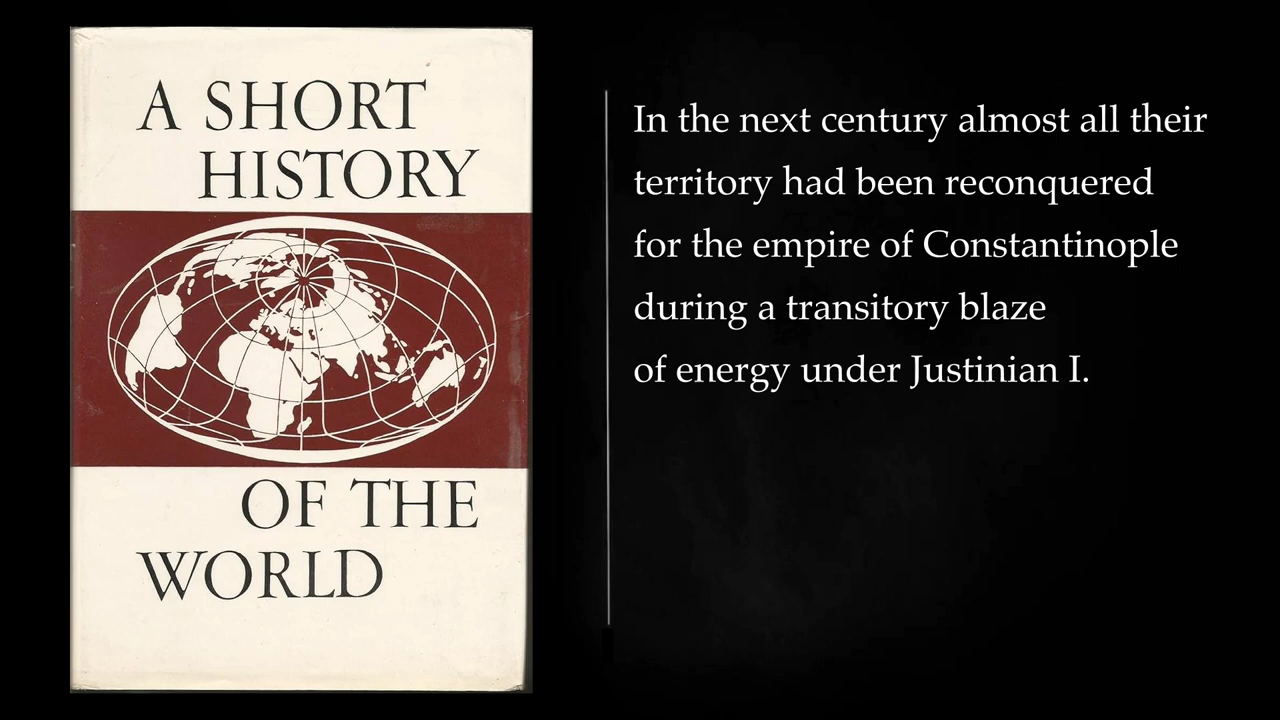 A SHORT
HISTORY
OF THE
WORLD
In the next century almost all their
territory had been reconquered
for the empire of Constantinople
during a transitory blaze
of energy under Justinian I.